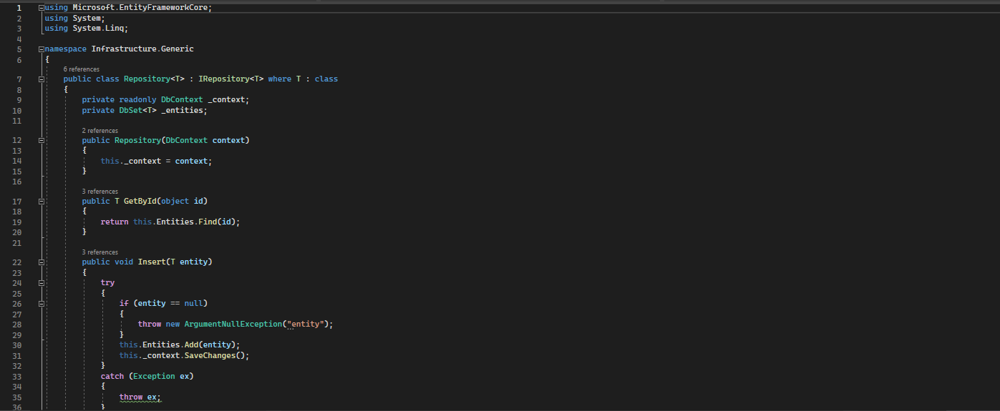 1 using Microsoft.EntityFrameworkCore;
2 using System;
3 using System.Linq;
4
5 namespace Infrastructure.Generic
6 {
6 references
7 public class Repository<T> : IRepository<T> where T : class
8 {
9 private readonly DbContext _context;
10 private DbSet<T> _entities;
11
2 references
12 public Repository(DbContext context)
13 {
14 this._context = context;
15 }
16
3 references
17 public T GetById(object id)
18 {
19 return this.Entities.Find(id);
20 }
21
3 references
22 public void Insert(T entity)
23 {
24 try
25 {
26 if (entity == null)
27 {
28 throw new ArgumentNullException("entity");
29 }
30 this.Entities.Add(entity);
31 this._context.SaveChanges();
32 }
33 catch (Exception ex)
34 {
35 throw ex;
36 }